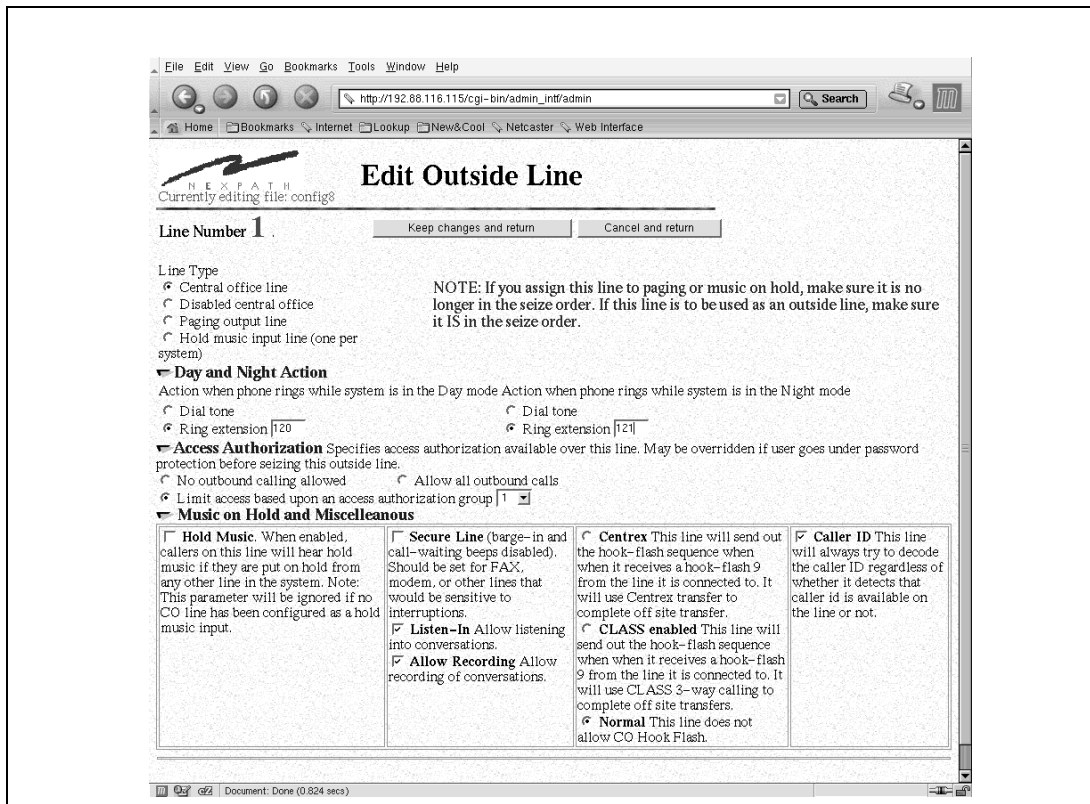 File Edit View Go Bookmarks Tools Window Help
http://192.88.116.115/cgi-bin/admin_intf/admin
Search
Home Bookmarks Internet Lookup New&Cool Netcaster Web Interface
NEXPATH
Edit Outside Line
Currently editing file: config8
Line Number 1 .
Keep changes and return
Cancel and return
Line Type
Central office line
Disabled central office
Paging output line
Hold music input line (one per
system)
NOTE: If you assign this line to paging or music on hold, make sure it is no
longer in the seize order. If this line is to be used as an outside line, make sure
it IS in the seize order.
Day and Night Action
Action when phone rings while system is in the Day mode Action when phone rings while system is in the Night mode
Dial tone
Ring extension 120
Dial tone
Ring extension 121
Access Authorization Specifies access authorization available over this line. May be overridden if user goes under password
protection before seizing this outside line.
No outbound calling allowed Allow all outbound calls
Limit access based upon an access authorization group 1
Music on Hold and Miscelleanous
Hold Music. When enabled,
callers on this line will hear hold
music if they are put on hold from
any other line in the system. Note:
This parameter will be ignored if no
CO line has been configured as a hold
music input.
Secure Line (barge-in and
call-waiting beeps disabled).
Should be set for FAX,
modem, or other lines that
would be sensitive to
interruptions.
Listen-In Allow listening
into conversations.
Allow Recording Allow
recording of conversations.
Centrex This line will send out
the hook-flash sequence when
when it receives a hook-flash 9
from the line it is connected to. It
will use Centrex transfer to
complete off site transfer.
CLASS enabled This line will
send out the hook-flash sequence
when when it receives a hook-flash
9 from the line it is connected to. It
will use CLASS 3-way calling to
complete off site transfers.
Normal This line does not
allow CO Hook Flash.
Caller ID This line
will always try to decode
the caller ID regardless of
whether it detects that
caller id is available on
the line or not.
Document: Done (0.824 secs)